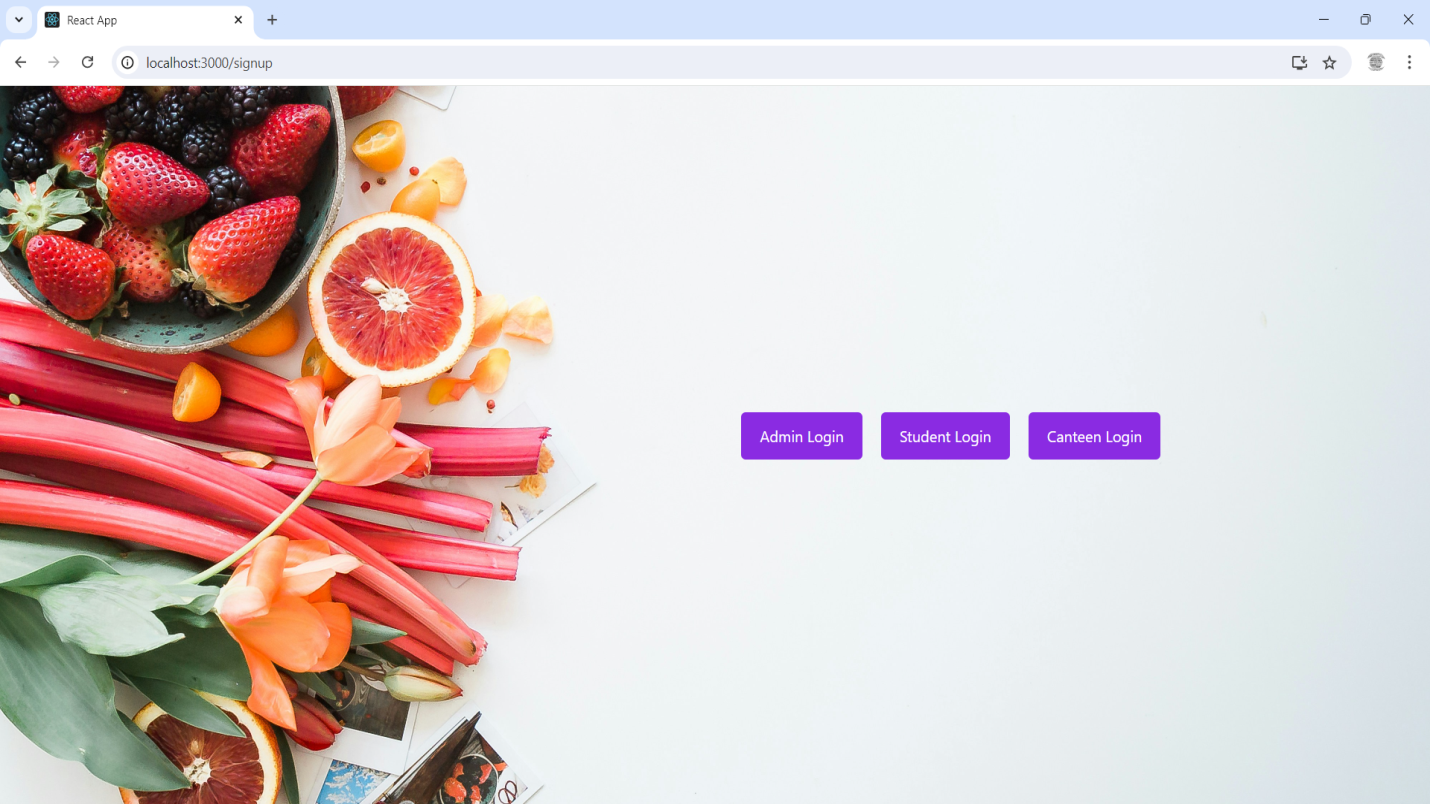 React App
localhost:3000/signup
Admin Login
Student Login
Canteen Login